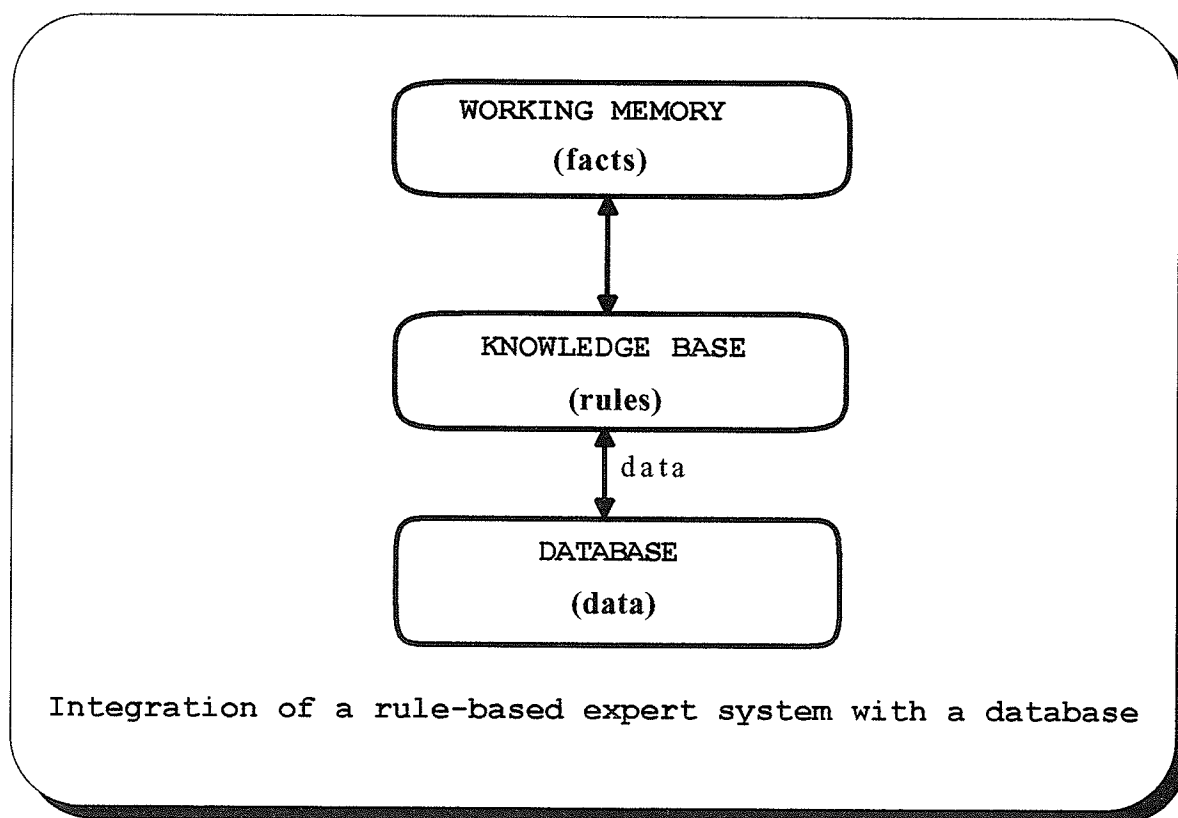 WORKING MEMORY
(facts)
KNOWLEDGE BASE
(rules)
data
DATABASE
(data)
Integration of a rule-based expert system with a database